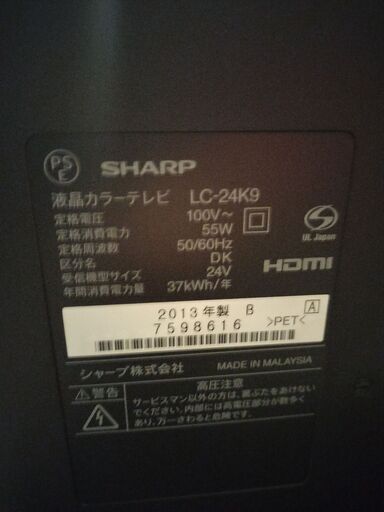 PS
E
SHARP
液晶カラーテレビ LC-24K9
定格電圧 100V～
定格消費電力 55W
定格周波数 50/60Hz
区分名 DK
受信機型サイズ 24V
年間消費電力量 37kWh/年
S
UL Japan
HDMI
2013年製 B
7598616
A
>PET<
シャープ株式会社 MADE IN MALAYSIA
警告
高圧注意
サービスマン以外の方は、裏ぶたをあけない
でください。内部には高電圧部分が数多く
あり、万一さわると危険です。